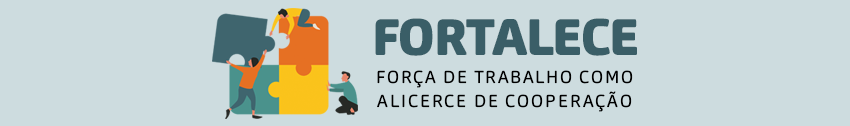 FORTALECE
FORÇA DE TRABALHO COMO
ALICERCE DE COOPERAÇÃO